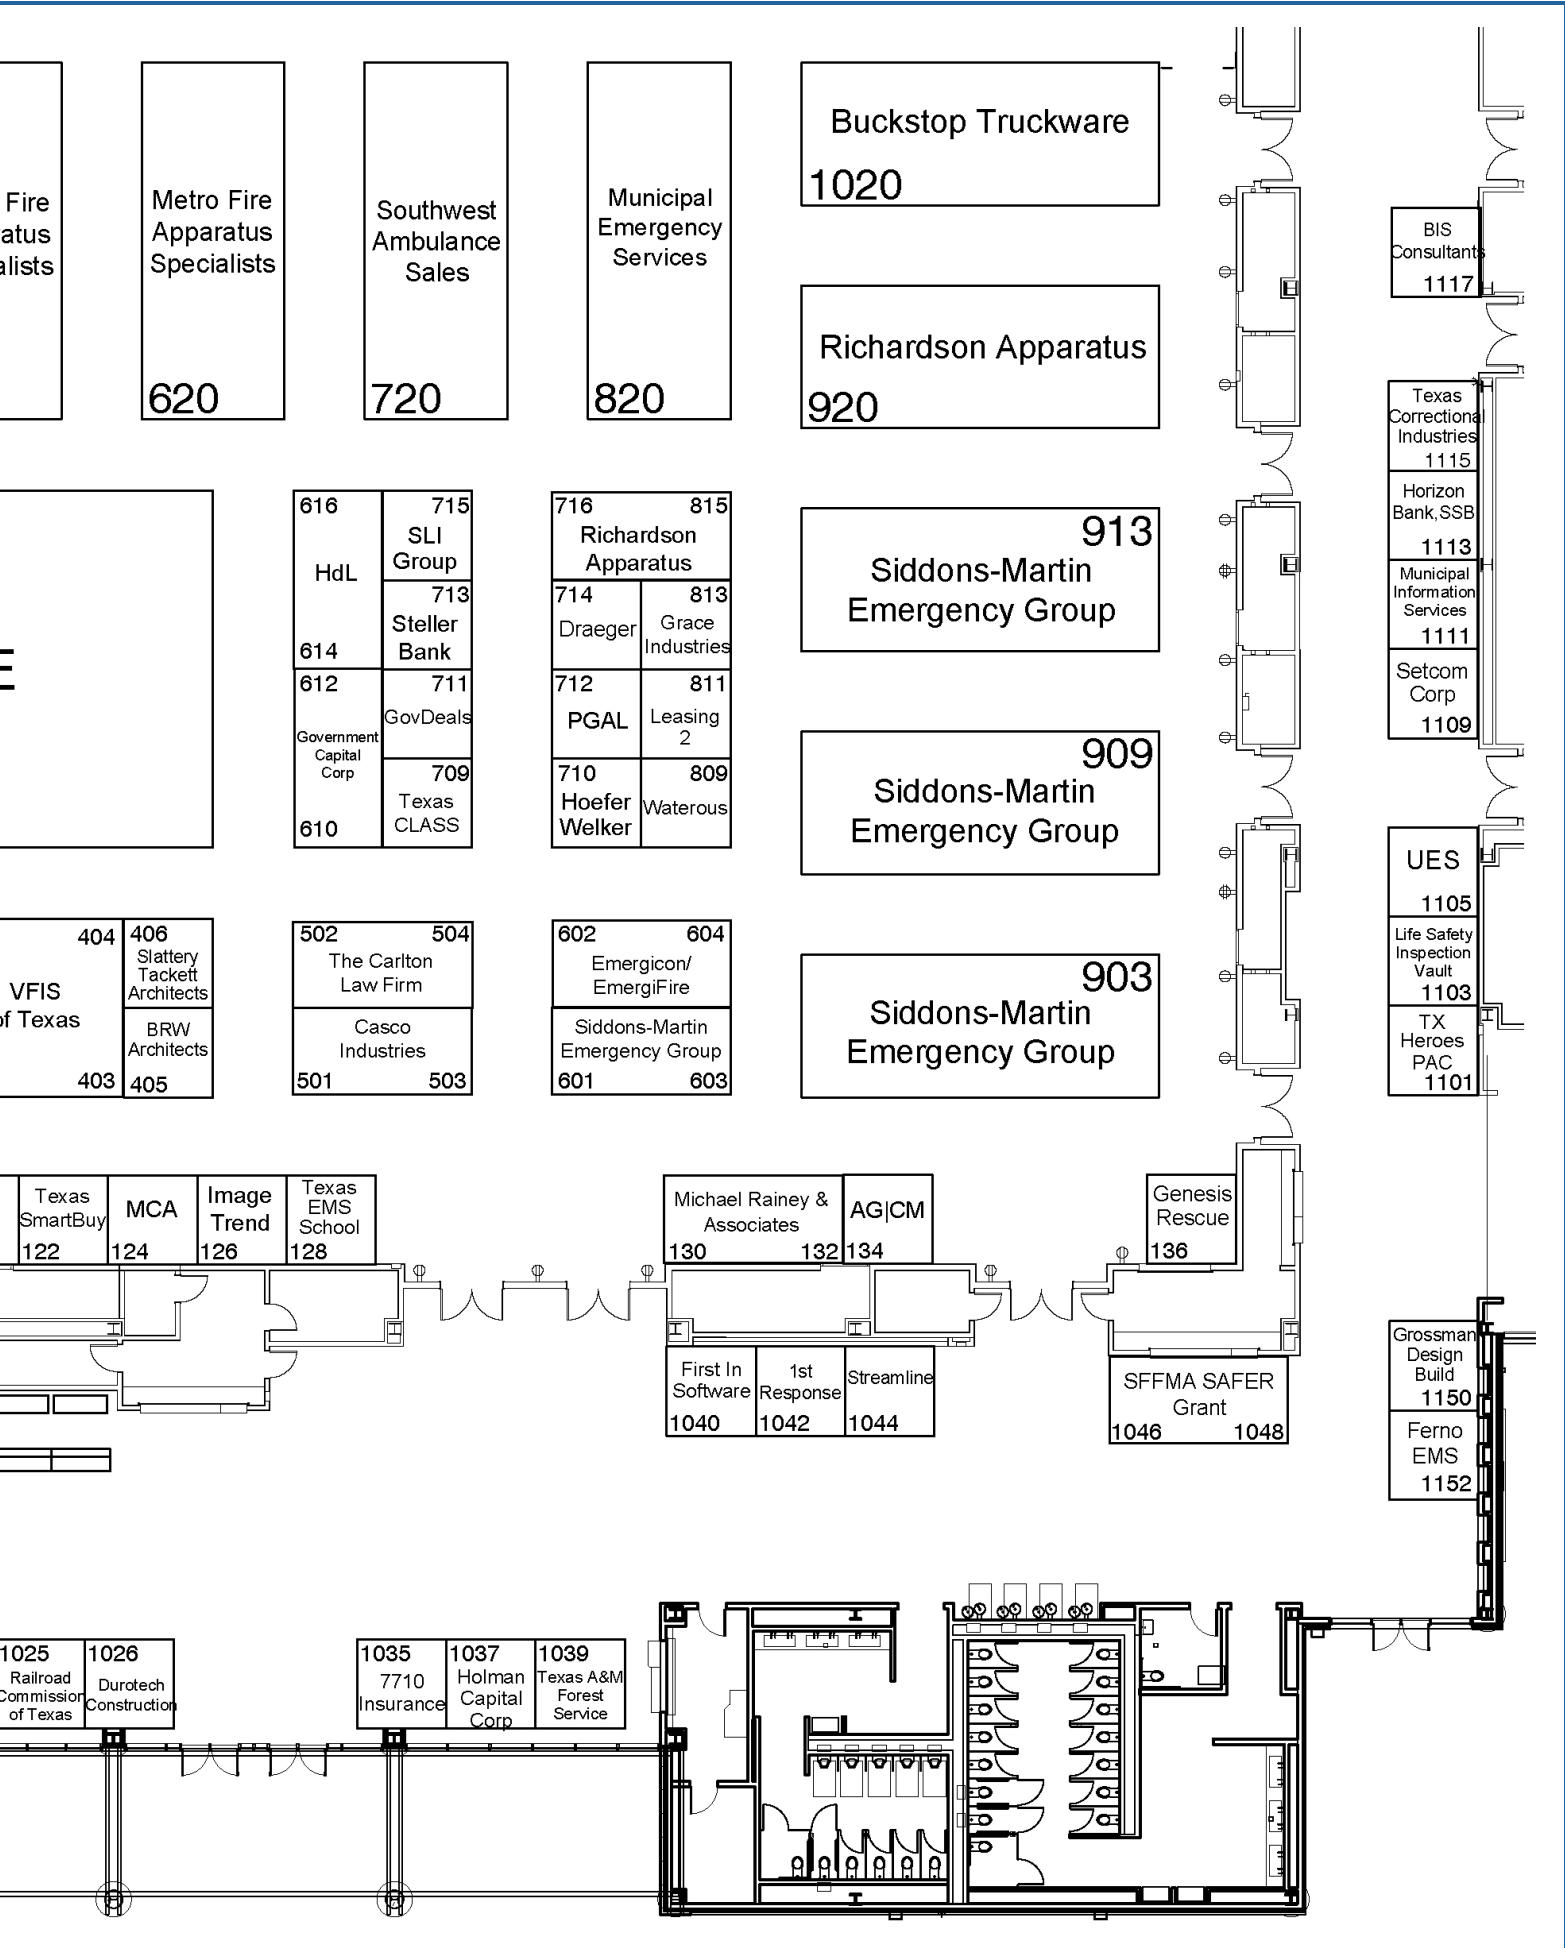 Fire
atus
alists
Metro Fire
Apparatus
Specialists
620
Southwest
Ambulance
Sales
720
Municipal
Emergency
Services
820
Buckstop Truckware
1020
Richardson Apparatus
920
BIS
Consultants
1117
Texas
Correctional
Industries
1115
Horizon
Bank,SSB
1113
Municipal
Information
Services
1111
Setcom
Corp
1109
E
616
HdL
614
715
SLI
Group
713
Steller
Bank
612
Government
Capital
Corp
610
711
GovDeals
709
Texas
CLASS
716 815
Richardson
Apparatus
714
Draeger
813
Grace
Industries
712
PGAL
811
Leasing
2
710
Hoefer
Welker
809
Waterous
913
Siddons-Martin
Emergency Group
909
Siddons-Martin
Emergency Group
903
Siddons-Martin
Emergency Group
UES
1105
Life Safety
Inspection
Vault
1103
TX
Heroes
PAC
1101
404
VFIS
of Texas
403
406
Slattery
Tackett
Architects
BRW
Architects
405
502 504
The Carlton
Law Firm
Casco
Industries
501 503
602 604
Emergicon/
EmergiFire
Siddons-Martin
Emergency Group
601 603
Texas
SmartBuy
122
MCA
124
Image
Trend
126
Texas
EMS
School
128
Michael Rainey &
Associates
130 132
AG|CM
134
Genesis
Rescue
136
First In
Software
1040
1st
Response
1042
Streamline
1044
SFFMA SAFER
Grant
1046 1048
Grossman
Design
Build
1150
Ferno
EMS
1152
1025
Railroad
Commission
of Texas
1026
Durotech
Construction
1035
7710
Insurance
1037
Holman
Capital
Corp
1039
Texas A&M
Forest
Service